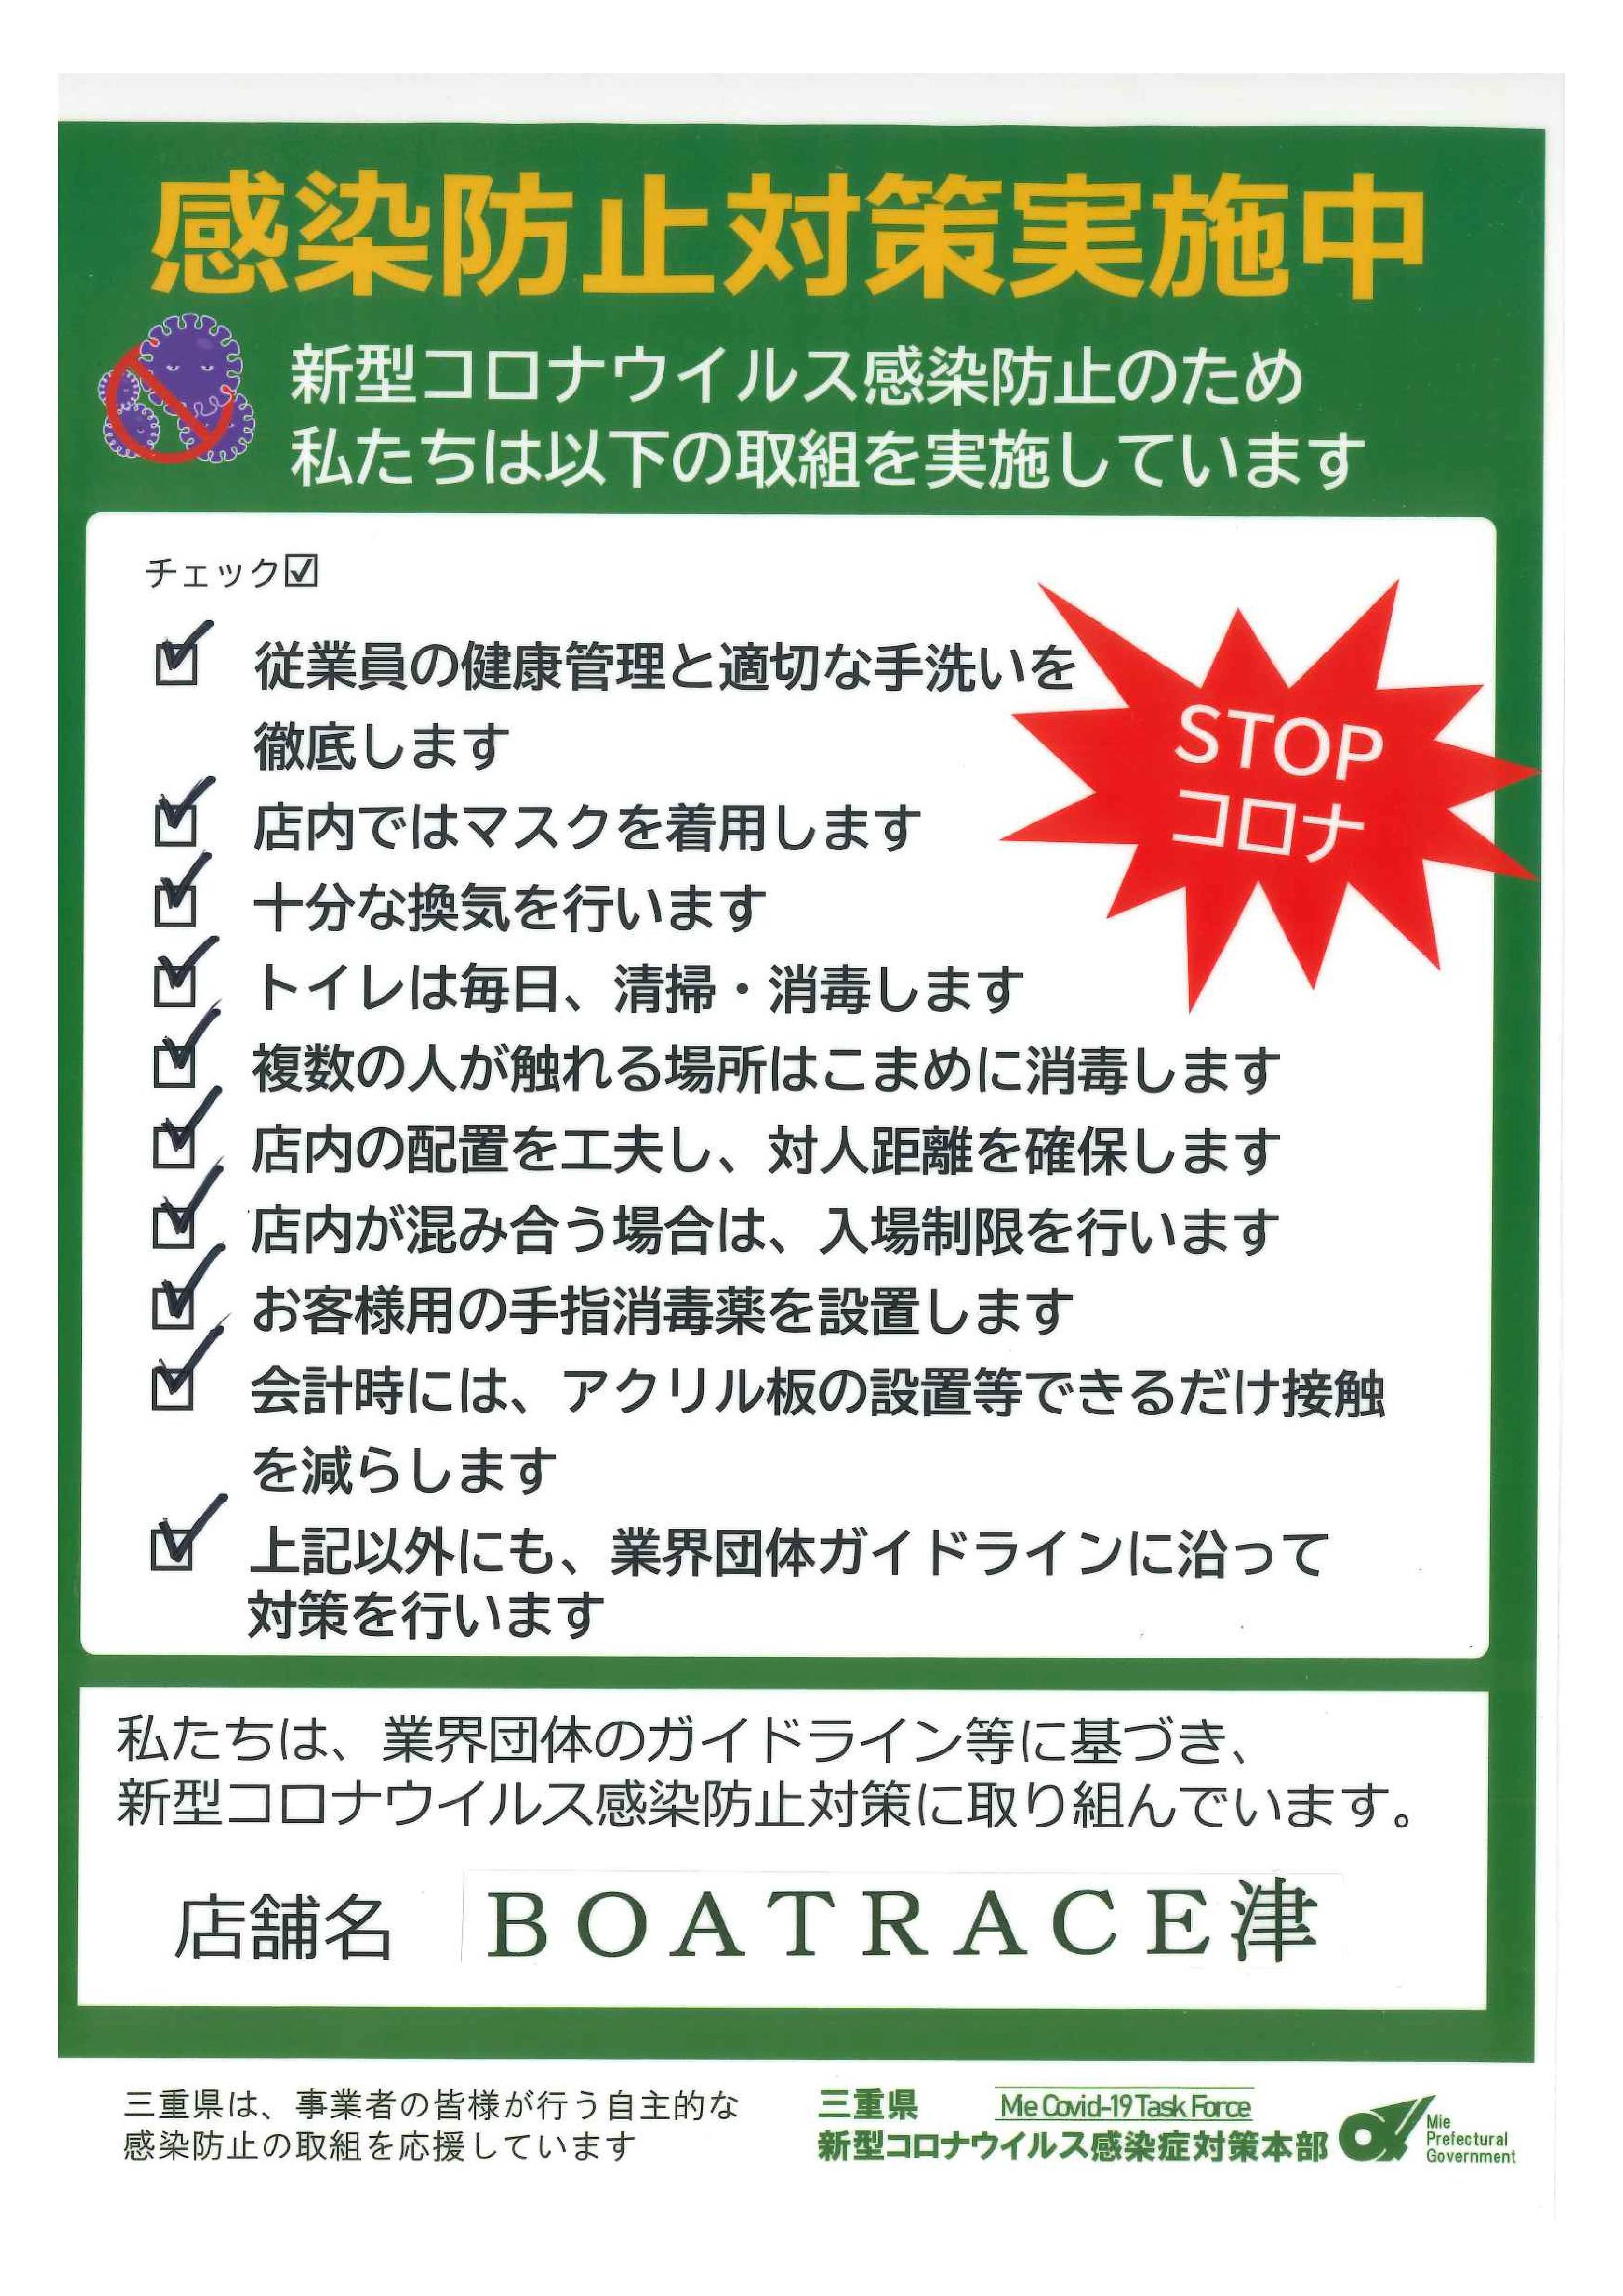 感染防止対策実施中
新型コロナウイルス感染防止のため
私たちは以下の取組を実施しています
チェック☑
☑ 従業員の健康管理と適切な手洗いを
徹底します
STOP
コロナ
☑ 店内ではマスクを着用します
☑ 十分な換気を行います
☑ トイレは毎日、清掃・消毒します
☑ 複数の人が触れる場所はこまめに消毒します
☑ 店内の配置を工夫し、対人距離を確保します
☑ 店内が混み合う場合は、入場制限を行います
☑ お客様用の手指消毒薬を設置します
☑ 会計時には、アクリル板の設置等できるだけ接触
を減らします
☑ 上記以外にも、業界団体ガイドラインに沿って
対策を行います
私たちは、業界団体のガイドライン等に基づき、
新型コロナウイルス感染防止対策に取り組んでいます。
店舗名 BOATRACE津
三重県は、事業者の皆様が行う自主的な
感染防止の取組を応援しています
三重県 Me Covid-19 Task Force
新型コロナウイルス感染症対策本部
Mie
Prefectural
Government